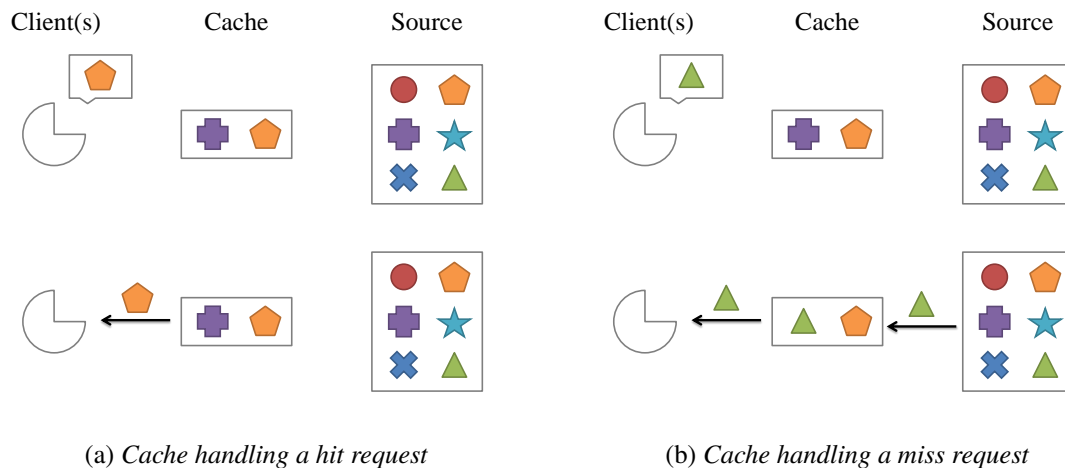 Client(s) Cache Source
Client(s) Cache Source
(a) Cache handling a hit request
(b) Cache handling a miss request